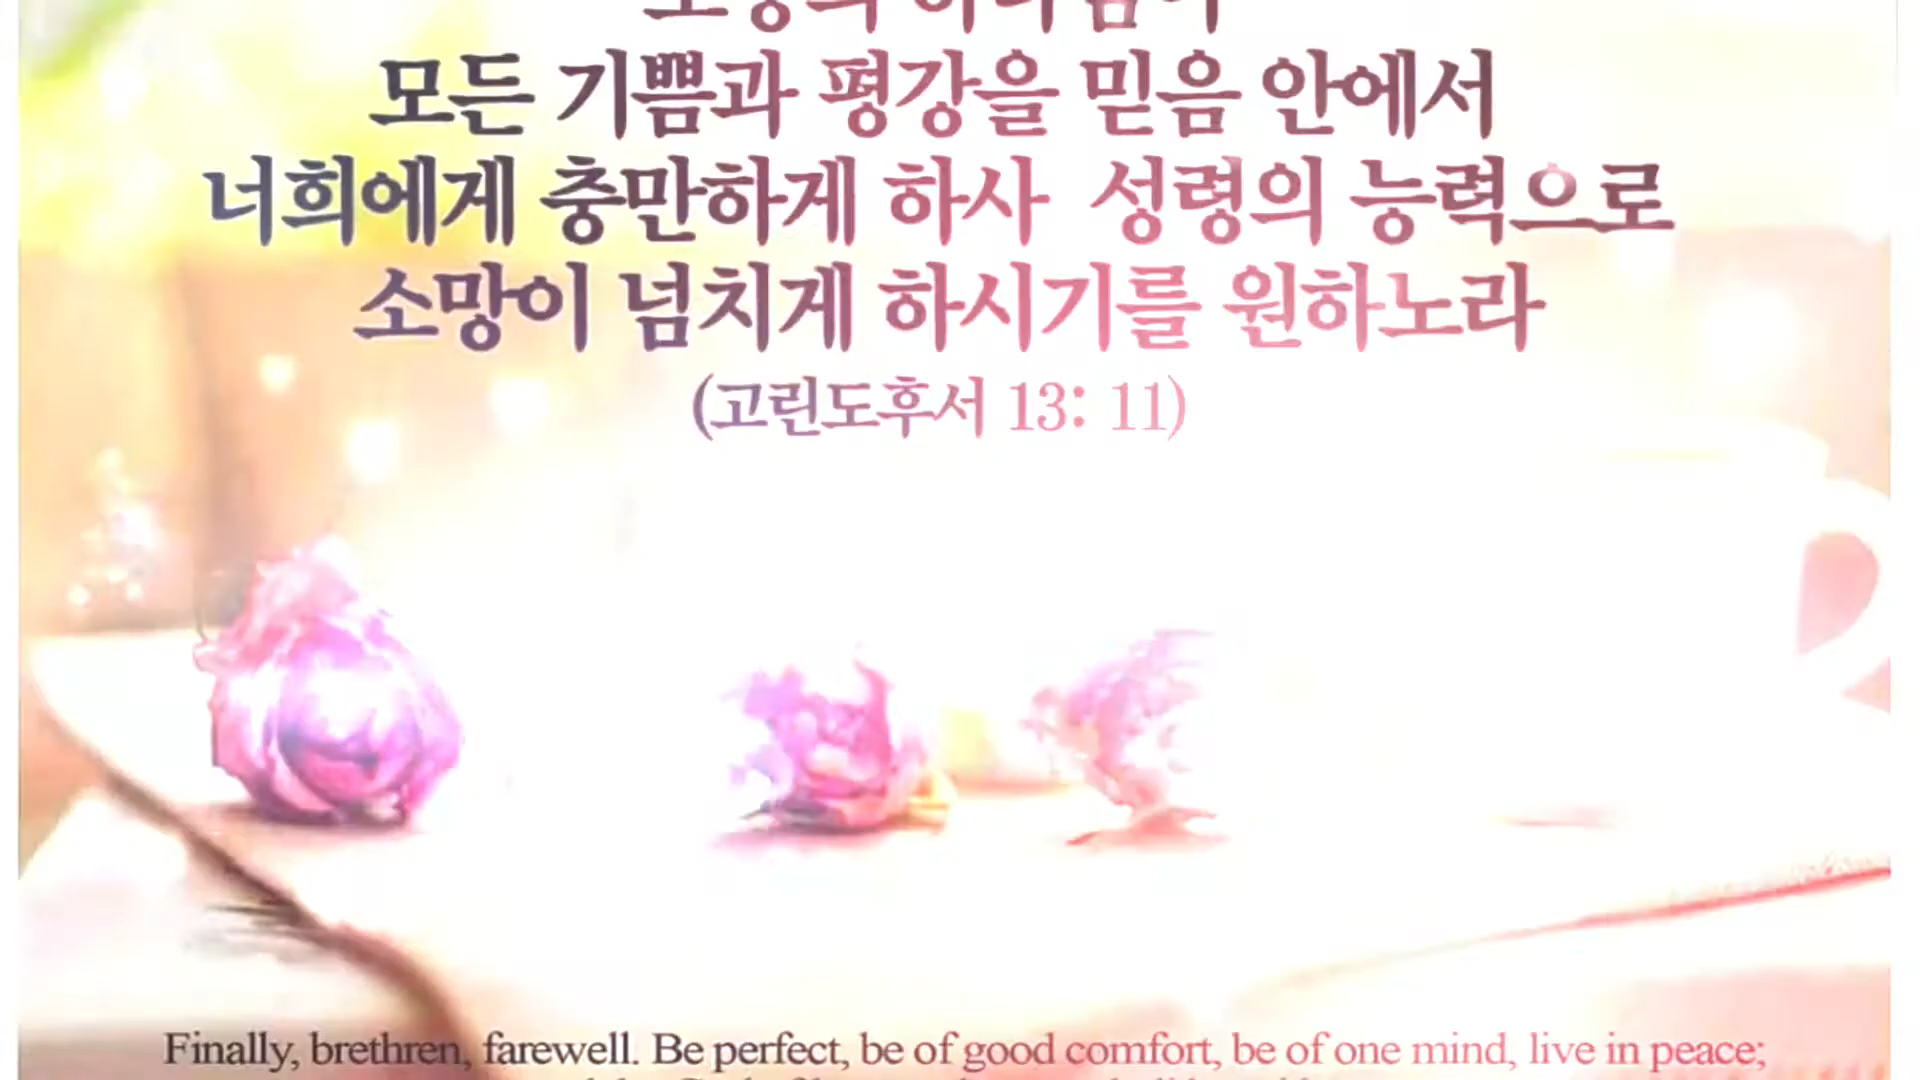 모든 기쁨과 평강을 믿음 안에서
너희에게 충만하게 하사 성령의 능력으로
소망이 넘치게 하시기를 원하노라
(고린도후서 13: 11)
Finally, brethren, farewell. Be perfect, be of good comfort, be of one mind, live in peace;